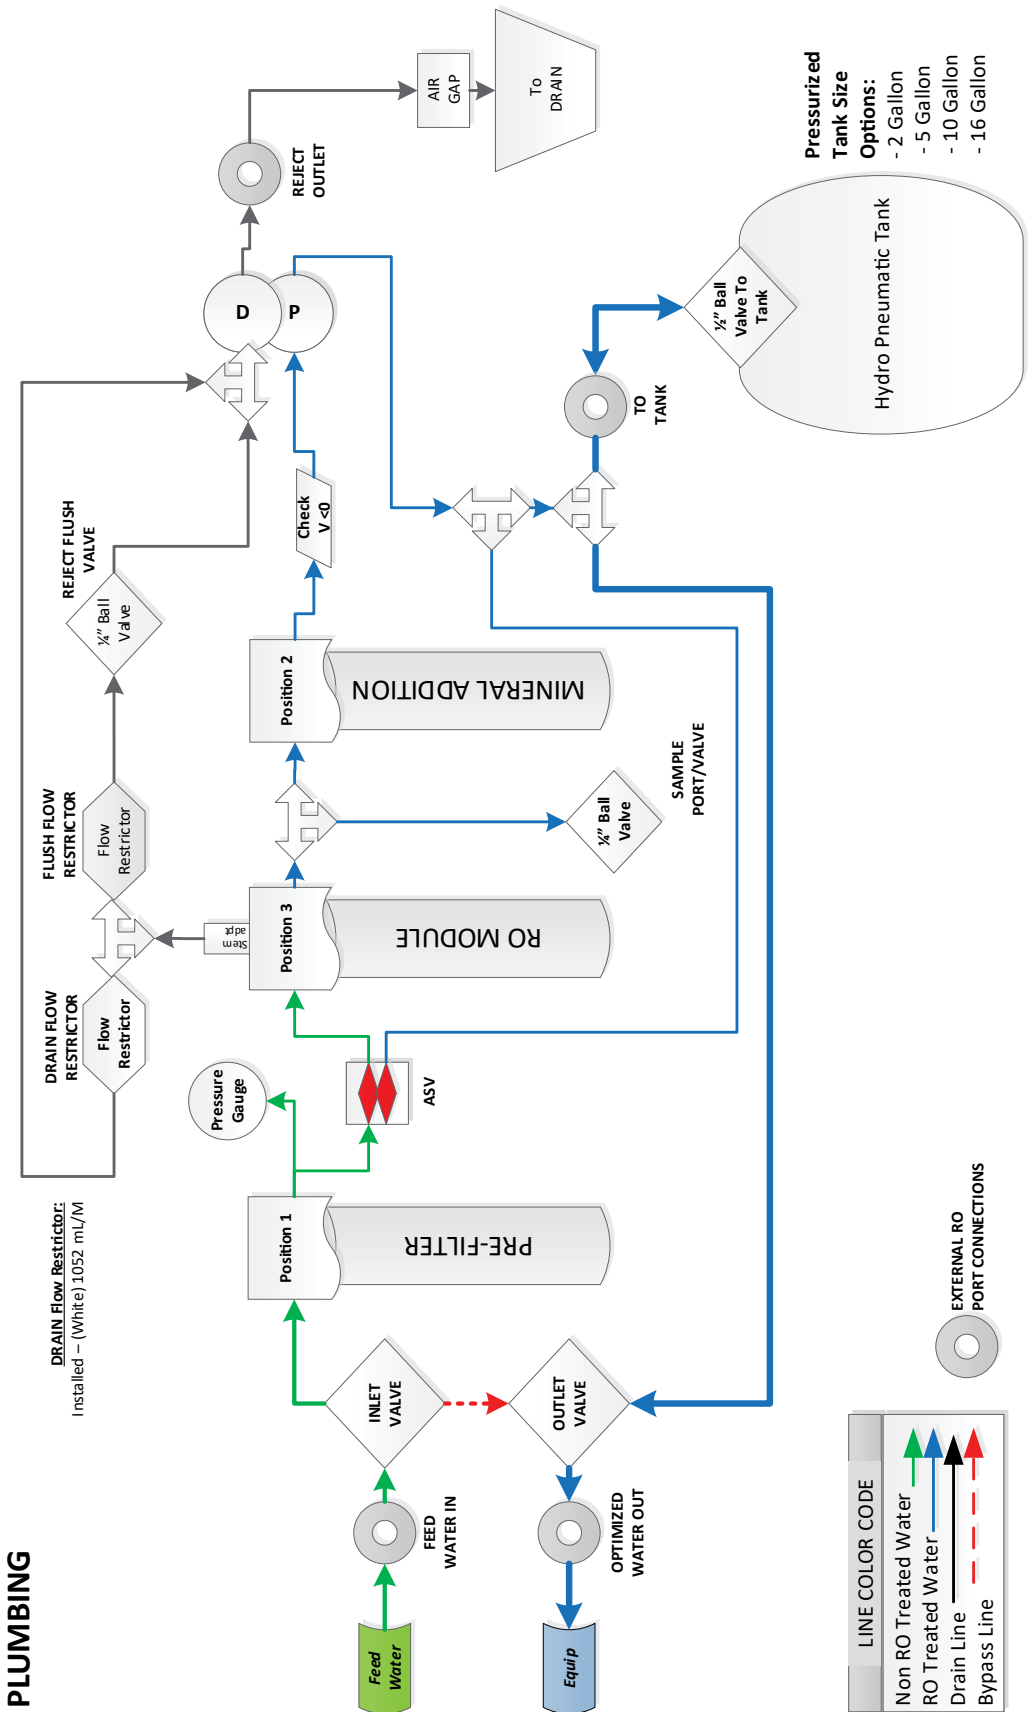 PLUMBING
DRAIN Flow Restrictor:
Installed – (White) 1052 mL/M
DRAIN FLOW
RESTRICTOR
Flow
Restrictor
FLUSH FLOW
RESTRICTOR
Flow
Restrictor
REJECT FLUSH
VALVE
¼” Ball
Valve
Stem
adpt
D
P
REJECT
OUTLET
AIR
GAP
To
DRAIN
Pressure
Gauge
Position 1
PRE-FILTER
ASV
Position 3
RO MODULE
Position 2
MINERAL ADDITION
Check
V <0
¼” Ball
Valve
SAMPLE
PORT/VALVE
TO
TANK
½” Ball
Valve To
Tank
Hydro Pneumatic Tank
Pressurized
Tank Size
Options:
- 2 Gallon
- 5 Gallon
- 10 Gallon
- 16 Gallon
Feed
Water
FEED
WATER IN
INLET
VALVE
OUTLET
VALVE
OPTIMIZED
WATER OUT
Equip
LINE COLOR CODE
Non RO Treated Water
RO Treated Water
Drain Line
Bypass Line
EXTERNAL RO
PORT CONNECTIONS